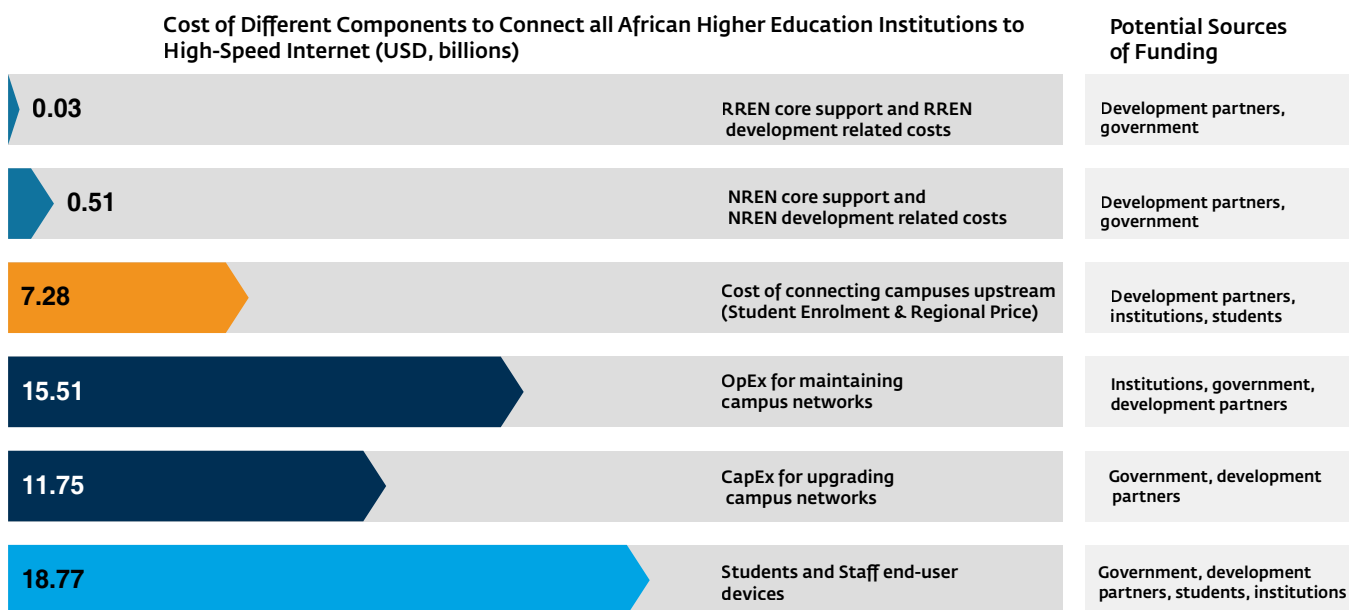 Cost of Different Components to Connect all African Higher Education Institutions to
High-Speed Internet (USD, billions)
Potential Sources
of Funding
0.03
RREN core support and RREN
development related costs
Development partners,
government
0.51
NREN core support and
NREN development related costs
Development partners,
government
7.28
Cost of connecting campuses upstream
(Student Enrolment & Regional Price)
Development partners,
institutions, students
15.51
OpEx for maintaining
campus networks
Institutions, government,
development partners
11.75
CapEx for upgrading
campus networks
Government, development
partners
18.77
Students and Staff end-user
devices
Government, development
partners, students, institutions